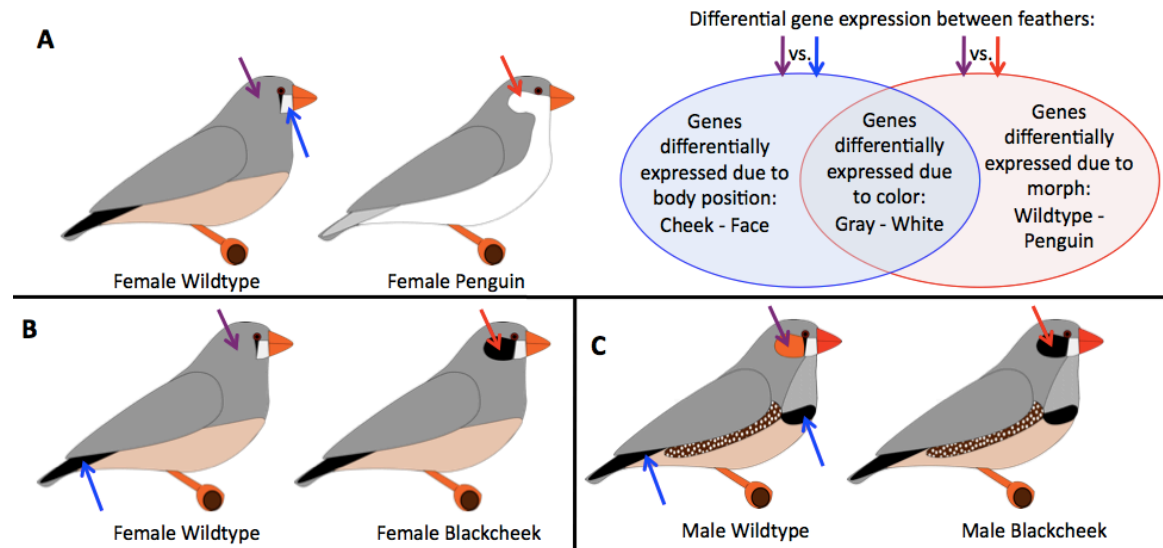 A
Female Wildtype
Female Penguin
Differential gene expression between feathers:
vs.
vs.
Genes
differentially
expressed due to
body position:
Cheek - Face
Genes
differentially
expressed due
to color:
Gray - White
Genes
differentially
expressed due to
morph:
Wildtype -
Penguin
B
Female Wildtype
Female Blackcheek
C
Male Wildtype
Male Blackcheek